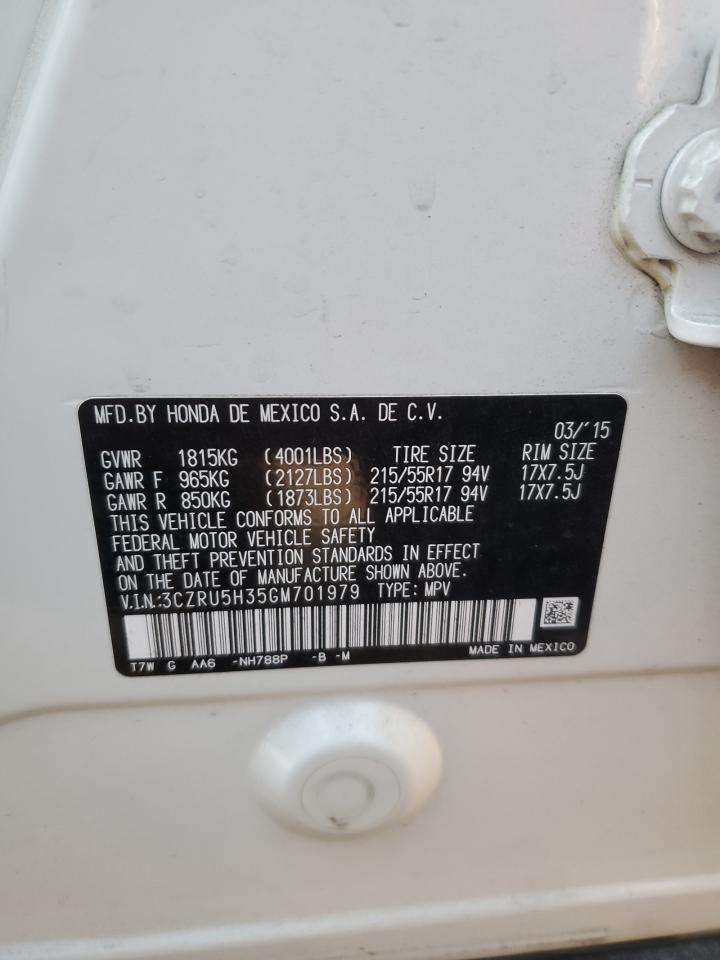 MFD.BY HONDA DE MEXICO S.A. DE C.V.
03/'15
GVWR 1815KG (4001LBS) TIRE SIZE RIM SIZE
GAWR F 965KG (2127LBS) 215/55R17 94V 17X7.5J
GAWR R 850KG (1873LBS) 215/55R17 94V 17X7.5J
THIS VEHICLE CONFORMS TO ALL APPLICABLE
FEDERAL MOTOR VEHICLE SAFETY
AND THEFT PREVENTION STANDARDS IN EFFECT
ON THE DATE OF MANUFACTURE SHOWN ABOVE.
V.I.N.:3CZRU5H35GM701979 TYPE: MPV
T7W G AA6 -NH788P -B -M MADE IN MEXICO